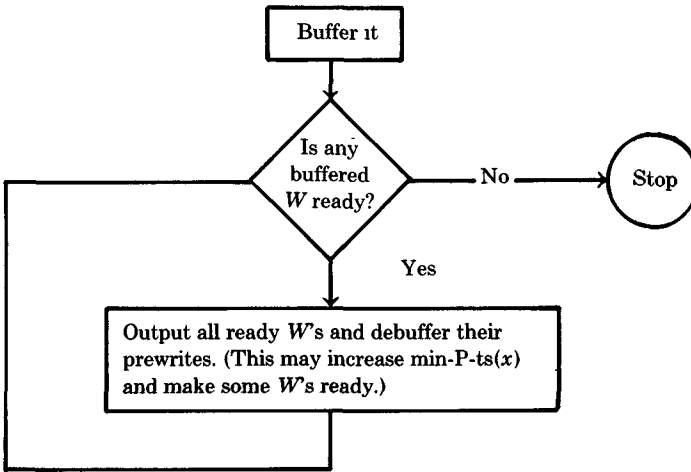 Buffer it
Is any
buffered
W ready?
No
Stop
Yes
Output all ready W's and debuffer their
prewrites. (This may increase min-P-ts(x)
and make some W's ready.)